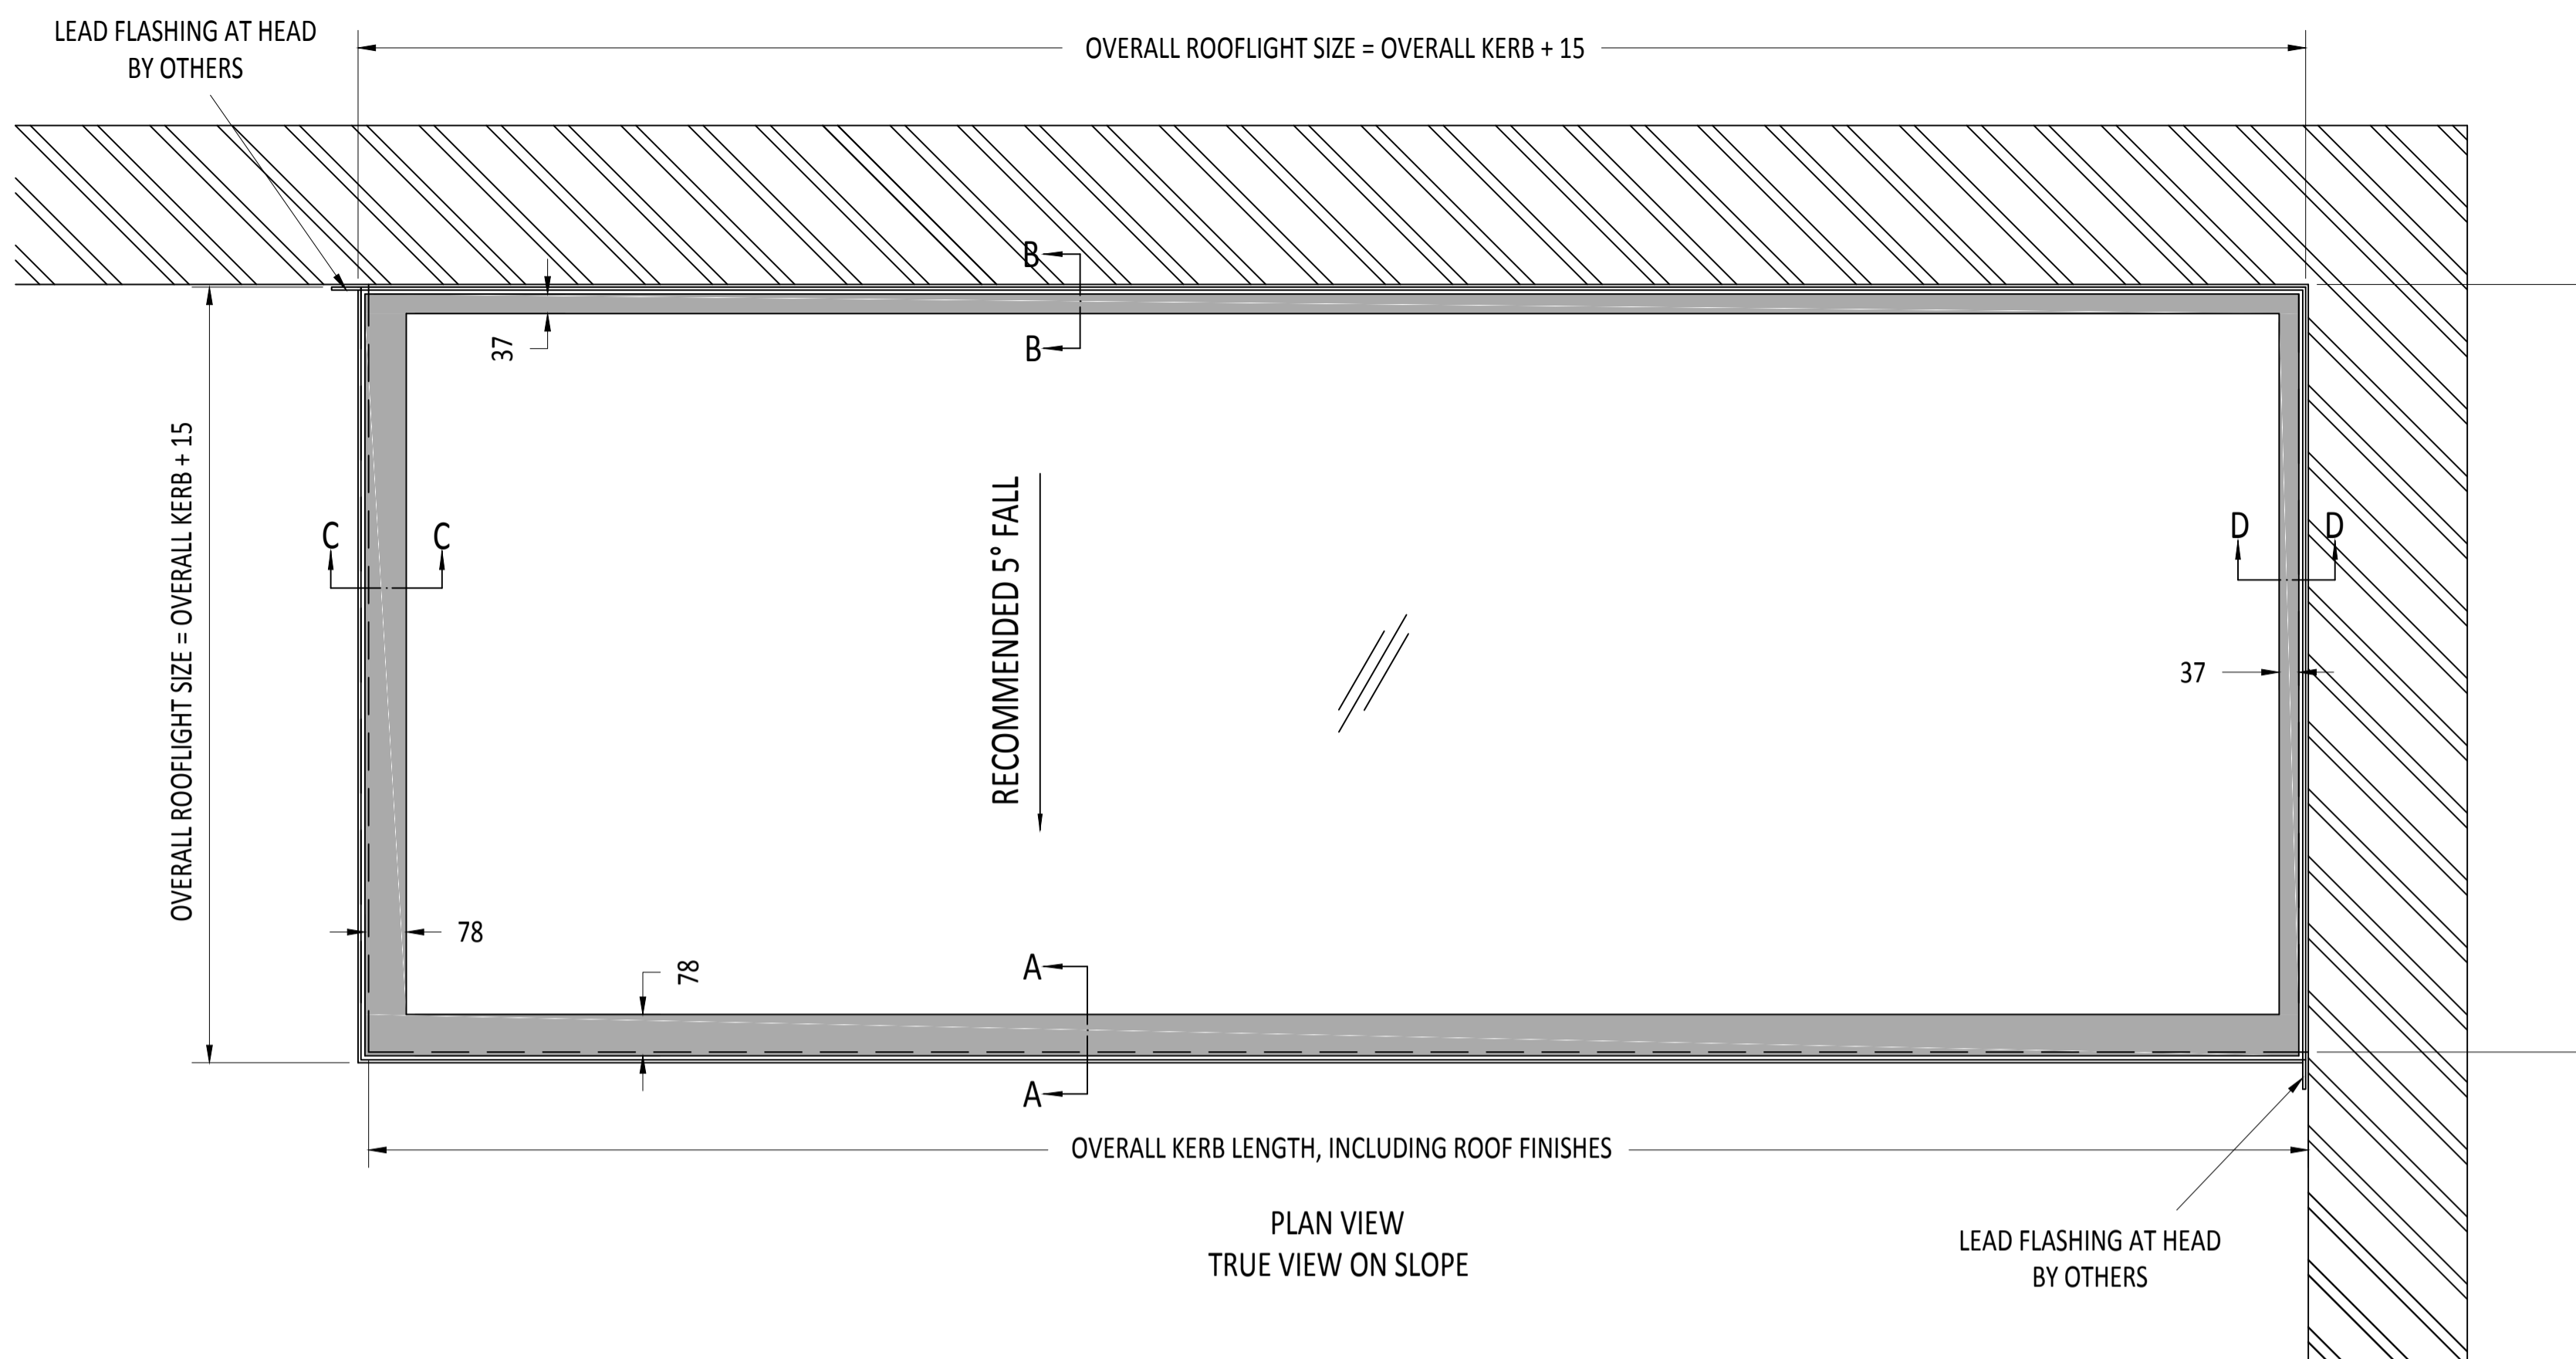 LEAD FLASHING AT HEAD
BY OTHERS
OVERALL ROOFLIGHT SIZE = OVERALL KERB + 15
B
B
37
OVERALL ROOFLIGHT SIZE = OVERALL KERB + 15
C
C
RECOMMENDED 5° FALL
D
D
37
78
78
A
A
OVERALL KERB LENGTH, INCLUDING ROOF FINISHES
PLAN VIEW
TRUE VIEW ON SLOPE
LEAD FLASHING AT HEAD
BY OTHERS